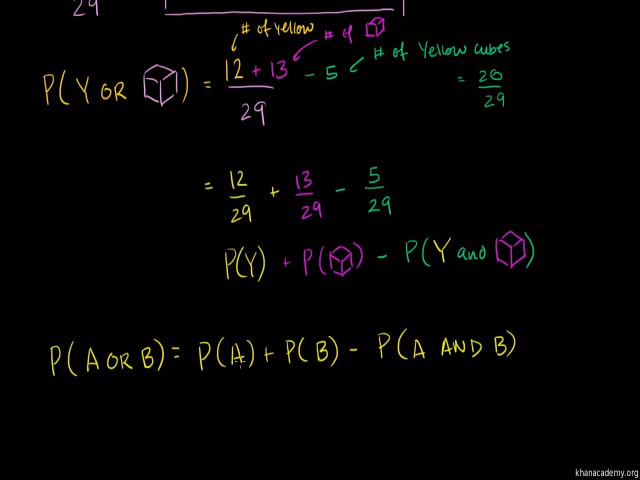 29
# of yellow
# of
P(Y OR ) = 12 + 13 - 5 # of Yellow cubes = 20/29
29
= 12/29 + 13/29 - 5/29
P(Y) + P( ) - P(Y and )
P(A OR B) = P(A) + P(B) - P(A AND B)
khanacademy.org